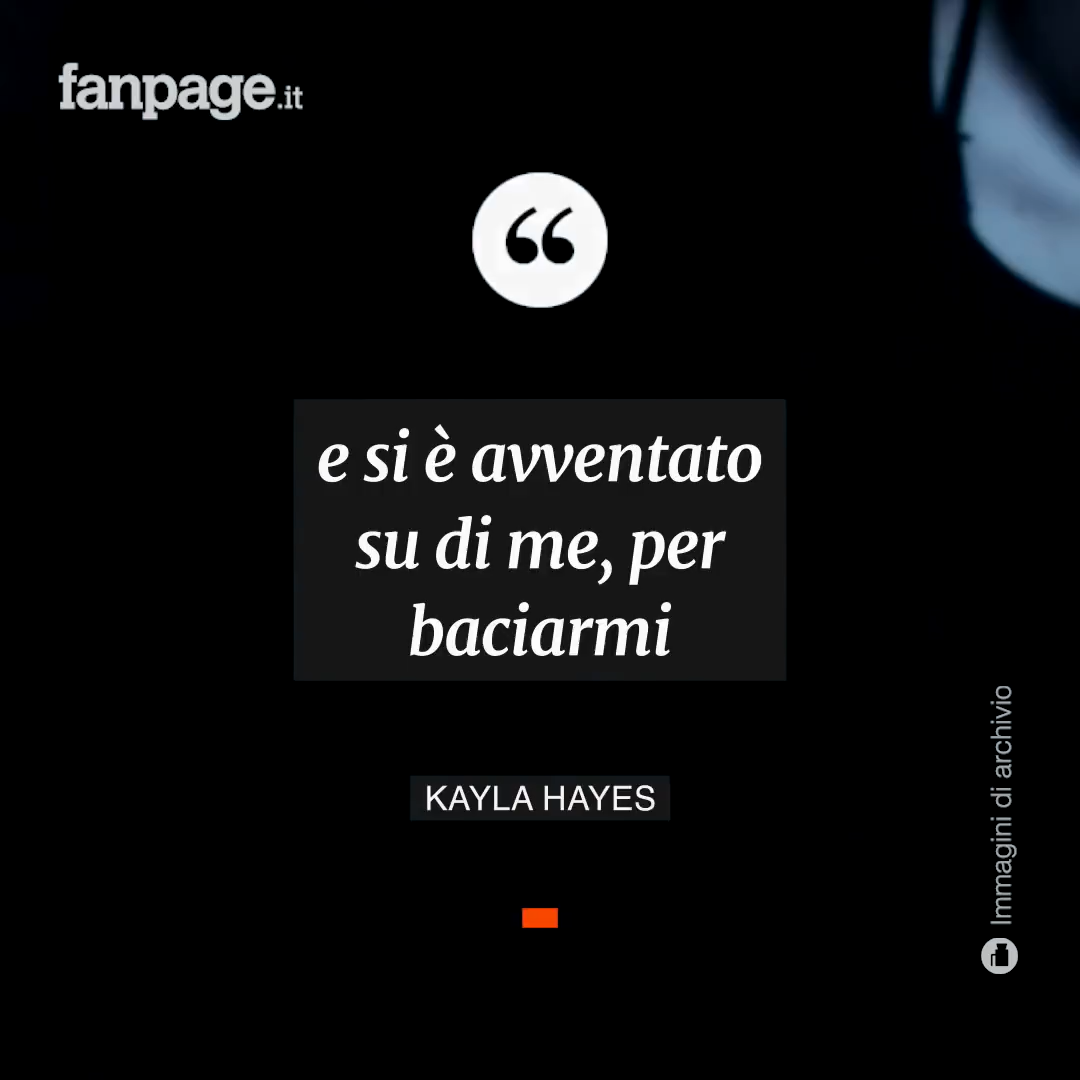 fanpage.it
“
e si è avventato
su di me, per
baciarmi
KAYLA HAYES
Immagini di archivio